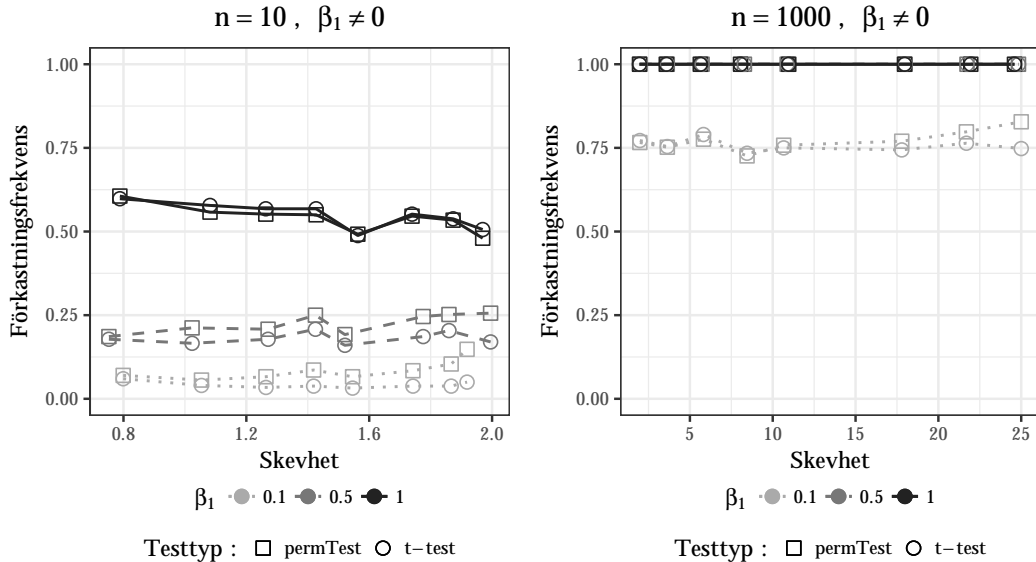 n = 10 , β₁ ≠ 0
Förkastningsfrekvens
1.00
0.75
0.50
0.25
0.00
0.8 1.2 1.6 2.0
Skevhet
β₁ 0.1 0.5 1
Testtyp : permTest t−test
n = 1000 , β₁ ≠ 0
Förkastningsfrekvens
1.00
0.75
0.50
0.25
0.00
5 10 15 20 25
Skevhet
β₁ 0.1 0.5 1
Testtyp : permTest t−test